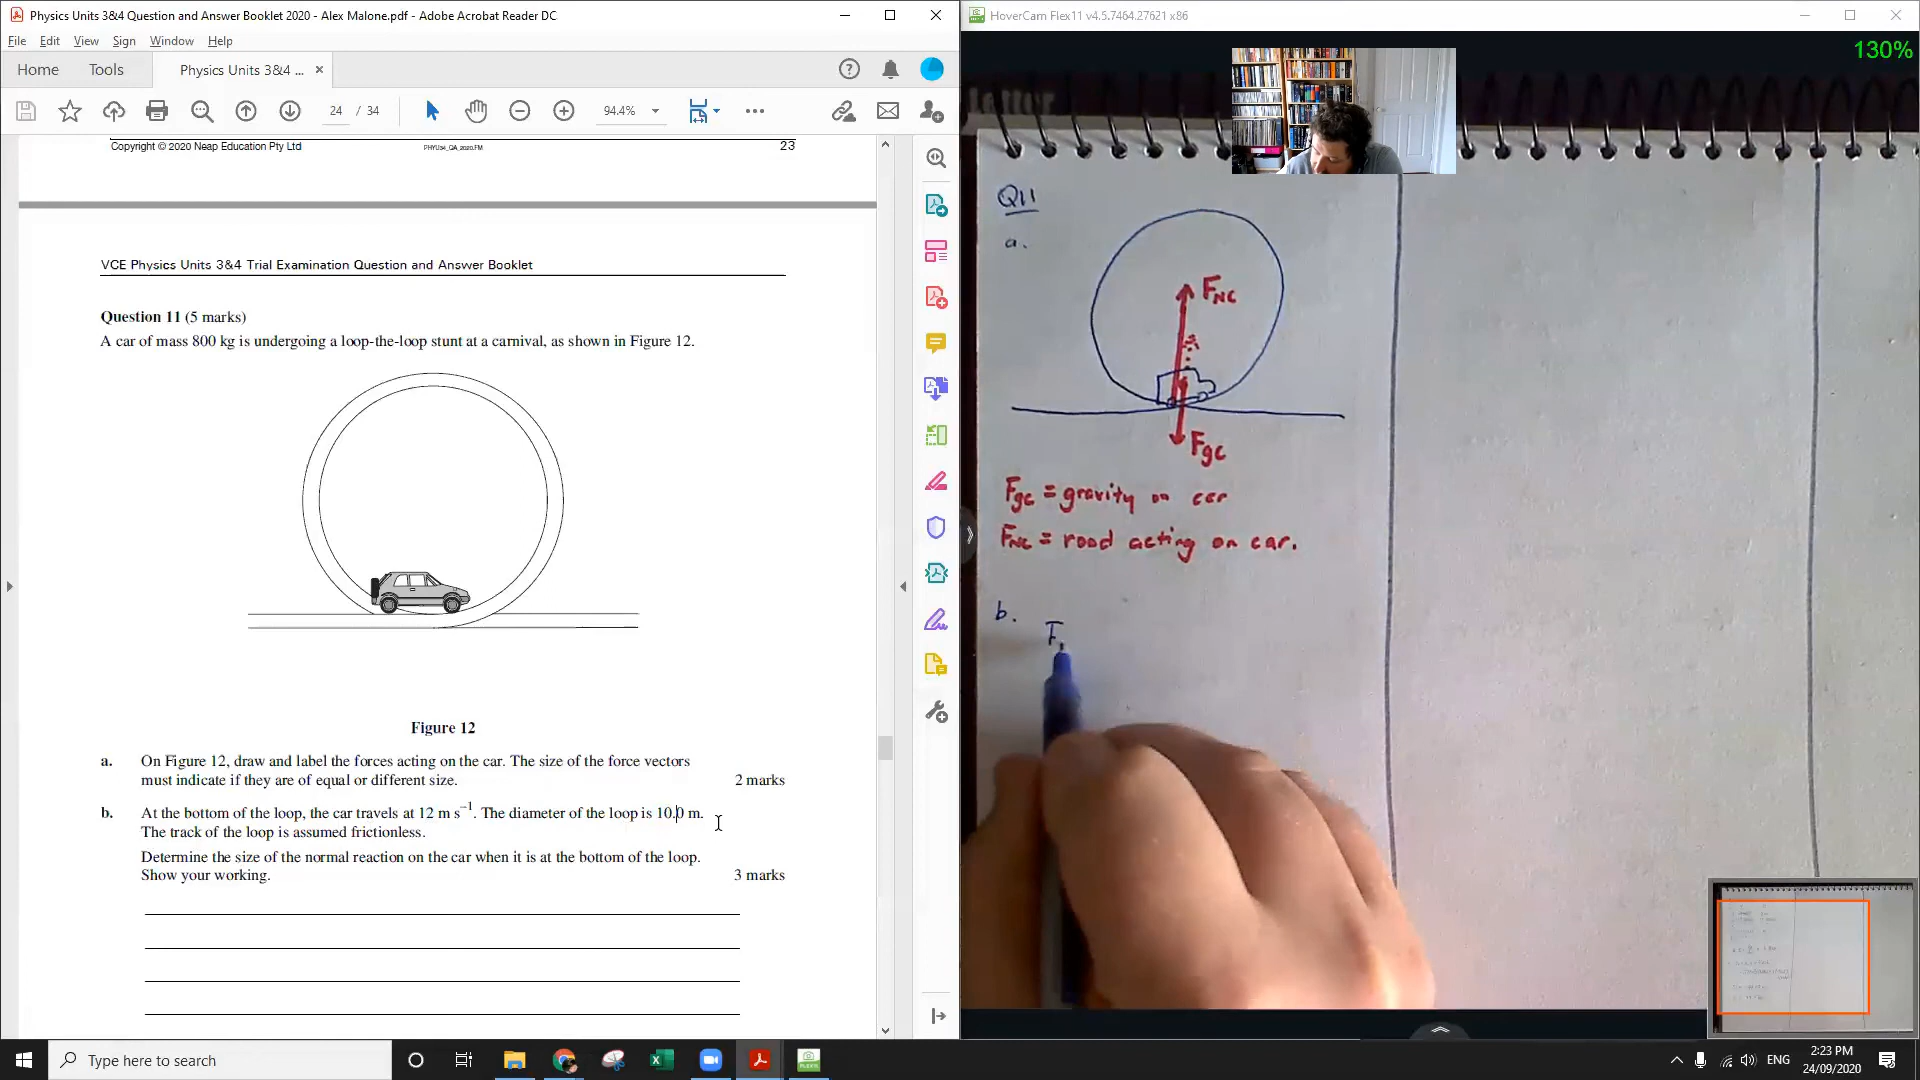 Physics Units 3&4 Question and Answer Booklet 2020 - Alex Malone.pdf - Adobe Acrobat Reader DC
File Edit View Sign Window Help
Home Tools Physics Units 3&4 ... ×
24 / 34 94.4%
Copyright © 2020 Neap Education Pty Ltd PHYU34_QA_2020.FM 23
VCE Physics Units 3&4 Trial Examination Question and Answer Booklet
Question 11 (5 marks)
A car of mass 800 kg is undergoing a loop-the-loop stunt at a carnival, as shown in Figure 12.
Figure 12
a. On Figure 12, draw and label the forces acting on the car. The size of the force vectors
must indicate if they are of equal or different size. 2 marks
b. At the bottom of the loop, the car travels at 12 m s⁻¹. The diameter of the loop is 10.0 m.
The track of the loop is assumed frictionless.
Determine the size of the normal reaction on the car when it is at the bottom of the loop.
Show your working. 3 marks
HoverCam Flex11 v4.5.7464.27621 x86
130%
Q11
a.
F_NC
F_gC
F_gC = gravity on car
F_NC = road acting on car.
b. F
Type here to search
ENG
2:23 PM
24/09/2020